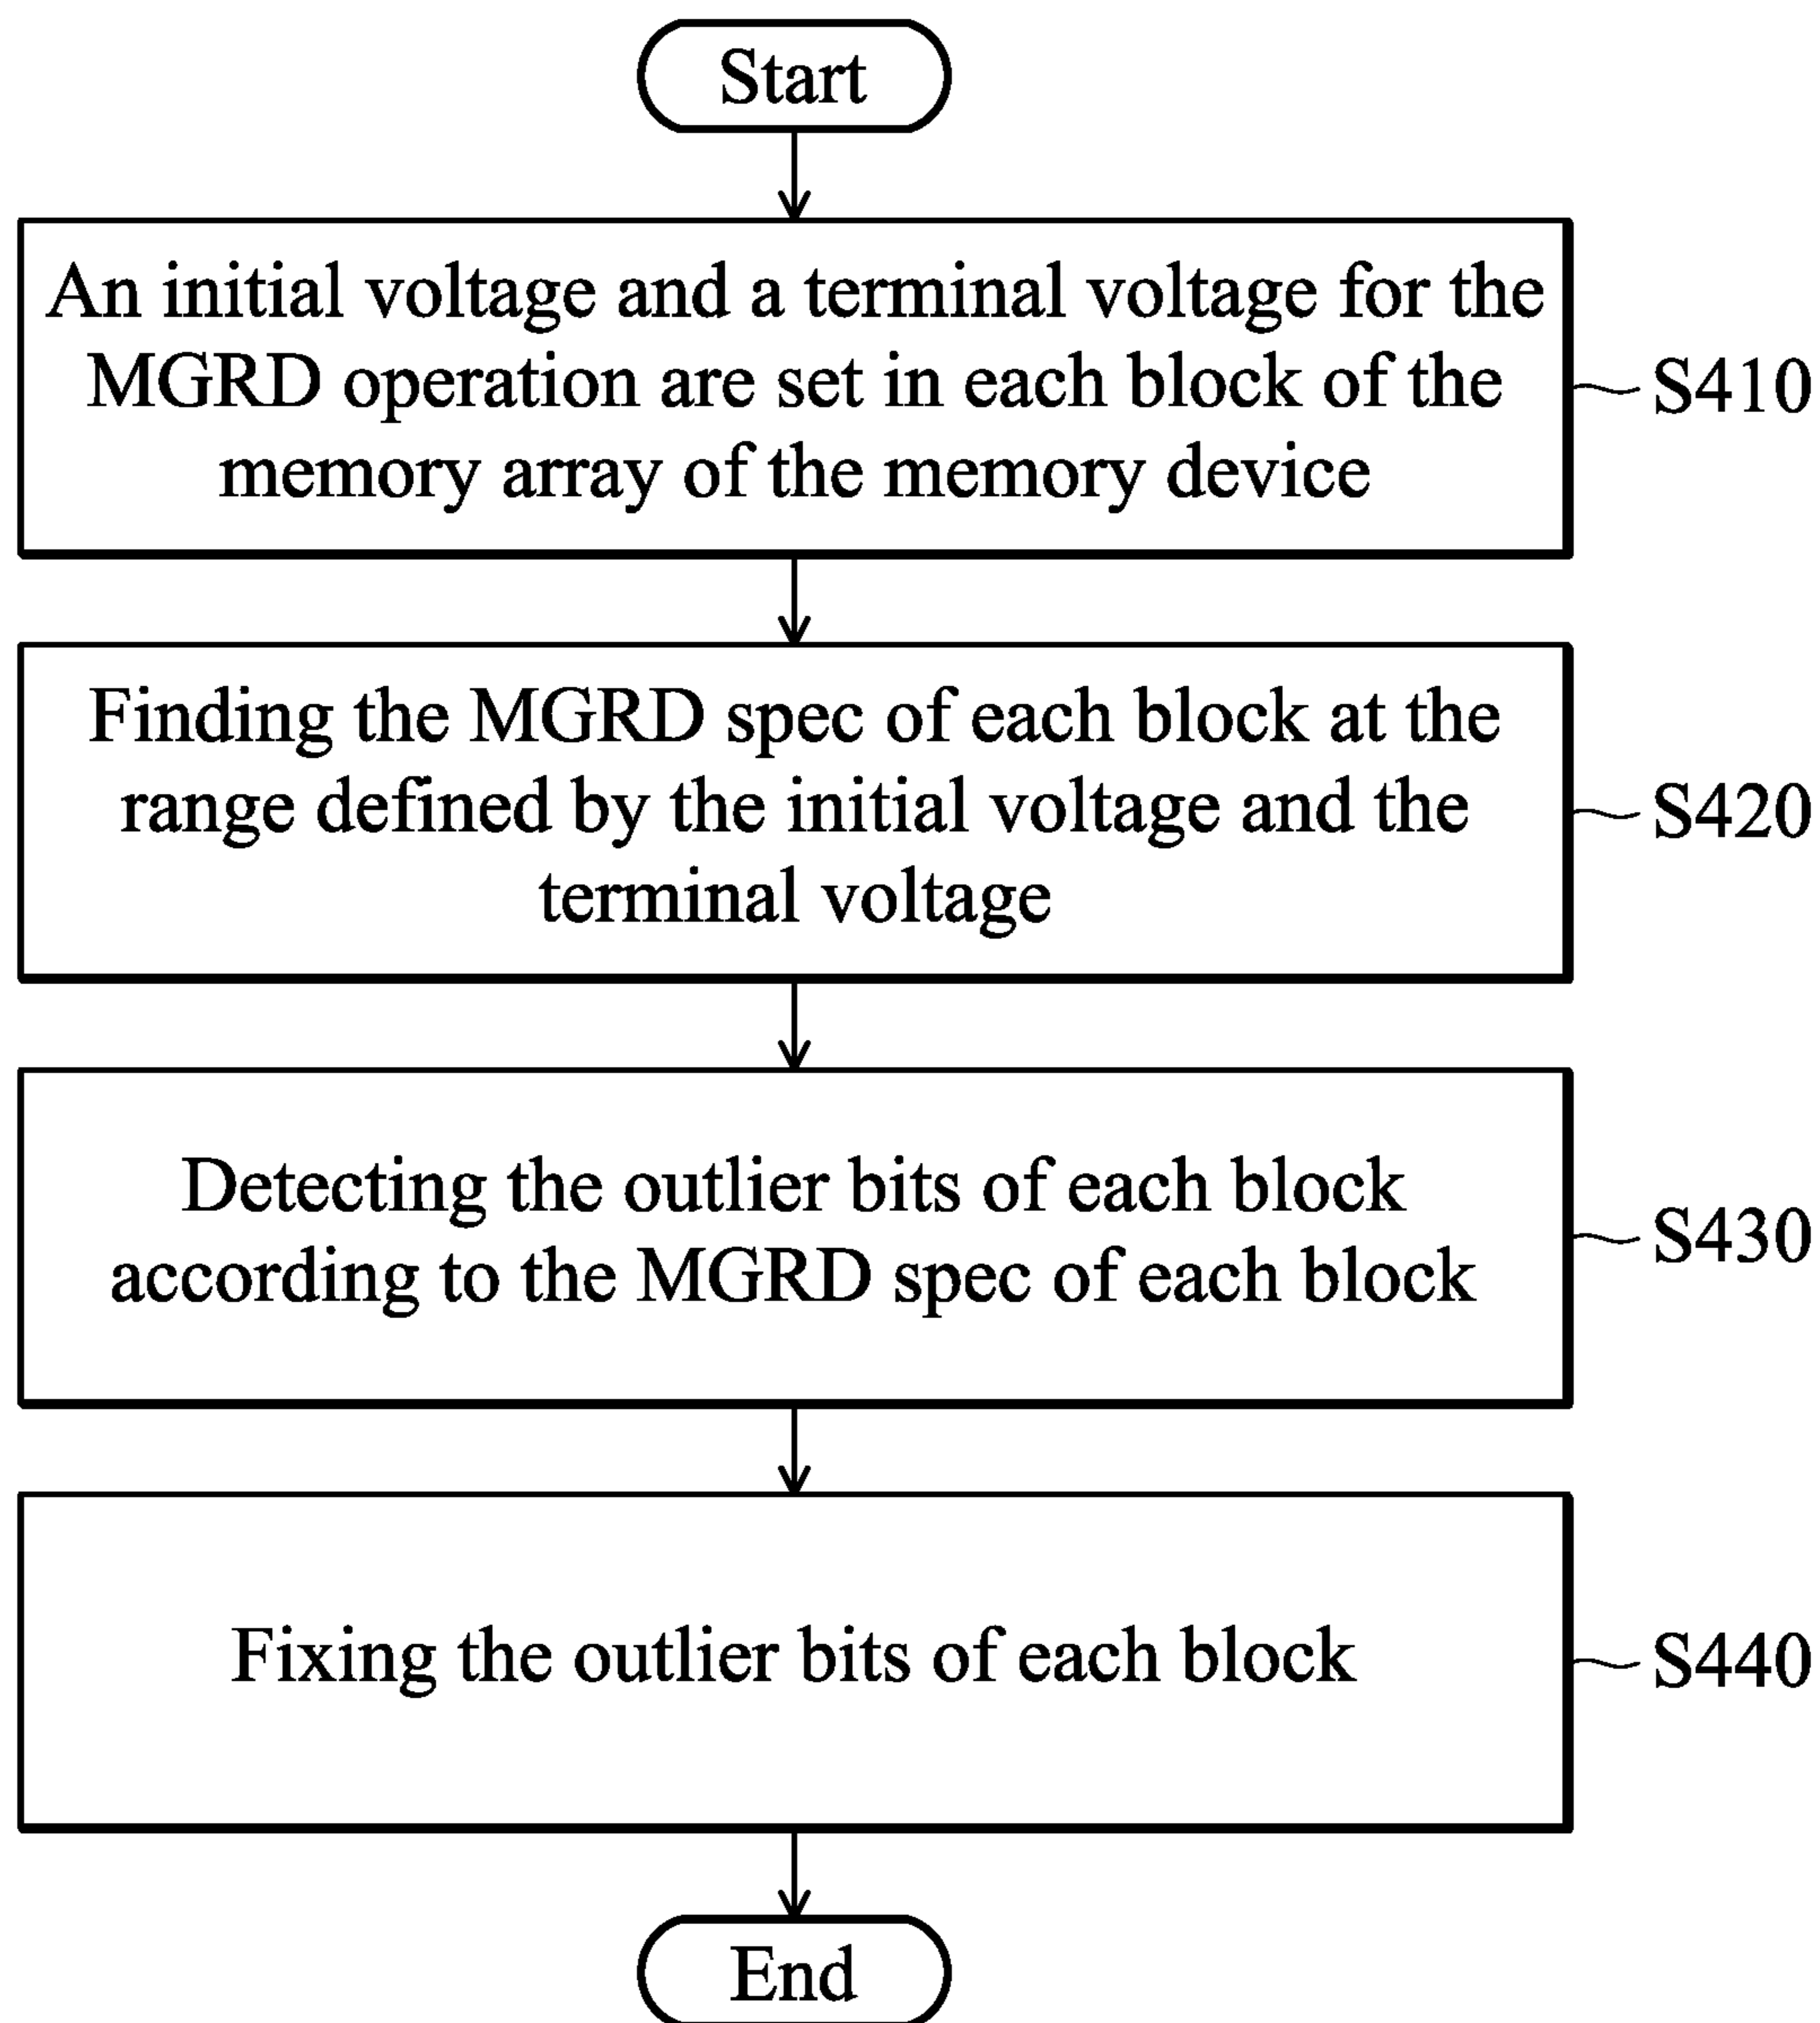 Start
An initial voltage and a terminal voltage for the
MGRD operation are set in each block of the
memory array of the memory device
S410
Finding the MGRD spec of each block at the
range defined by the initial voltage and the
terminal voltage
S420
Detecting the outlier bits of each block
according to the MGRD spec of each block
S430
Fixing the outlier bits of each block
S440
End